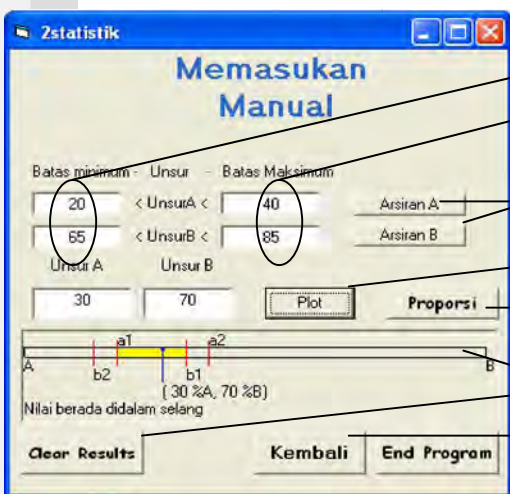 2statistik
Memasukan
Manual
Batas minimum - Unsur - Batas Maksimum
20 < UnsurA < 40 Arsiran A
65 < UnsurB < 85 Arsiran B
Unsur A Unsur B
30 70 Plot Proporsi
a1 a2
A b2 b1 B
( 30 %A, 70 %B)
Nilai berada didalam selang
Clear Results Kembali End Program